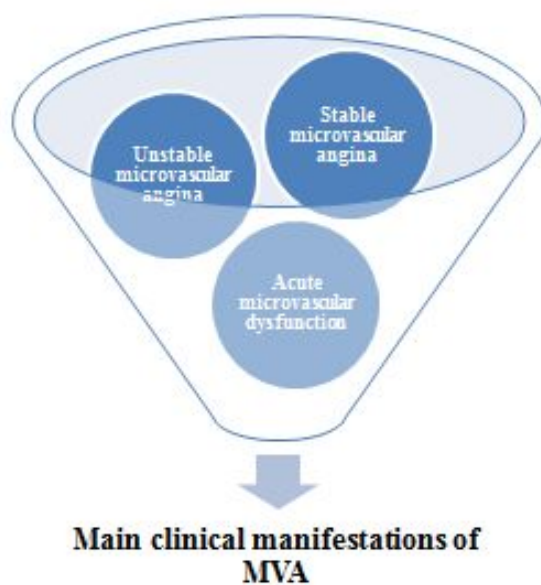 Stable
microvascular
angina
Unstable
microvascular
angina
Acute
microvascular
dysfunction
Main clinical manifestations of
MVA